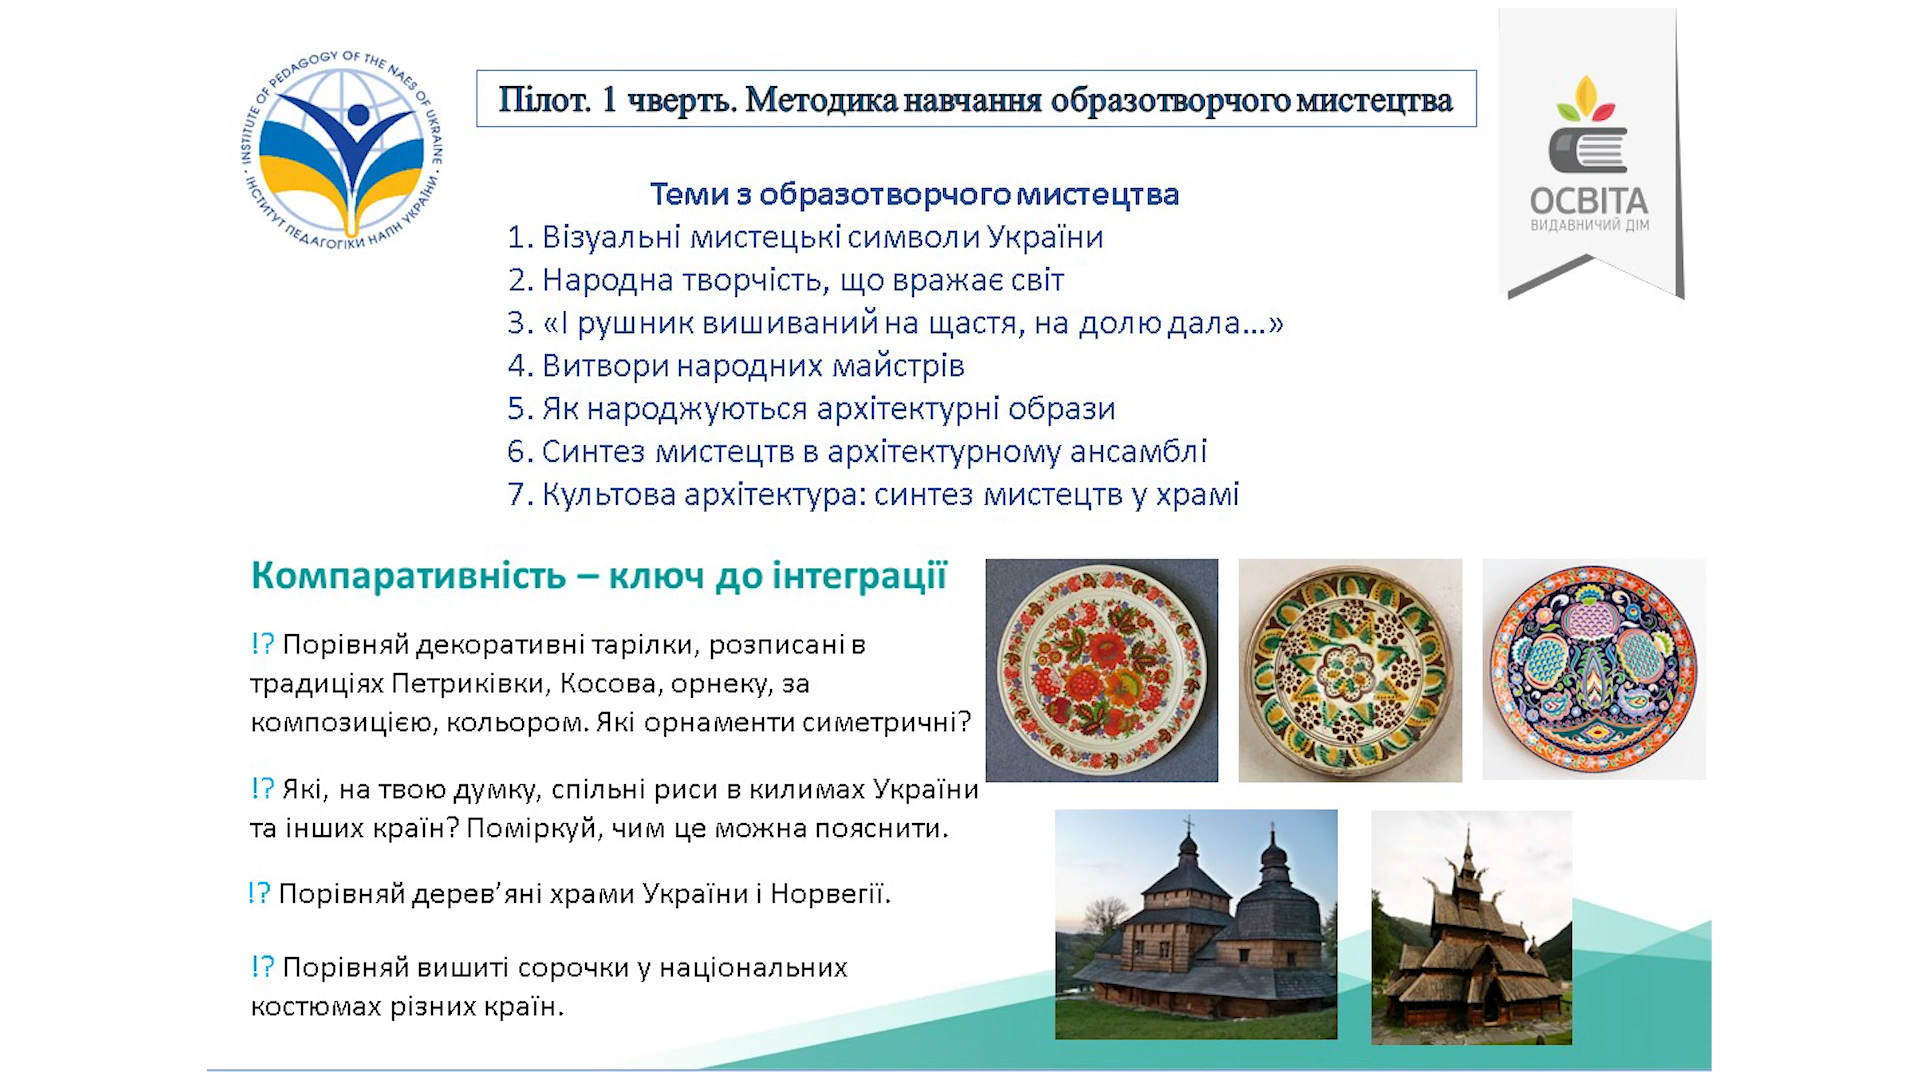 INSTITUTE OF PEDAGOGY OF THE NAES OF UKRAINE
ІНСТИТУТ ПЕДАГОГІКИ НАПН УКРАЇНИ
Пілот. 1 чверть. Методика навчання образотворчого мистецтва
ОСВІТА
ВИДАВНИЧИЙ ДІМ
Теми з образотворчого мистецтва
1. Візуальні мистецькі символи України
2. Народна творчість, що вражає світ
3. «І рушник вишиваний на щастя, на долю дала…»
4. Витвори народних майстрів
5. Як народжуються архітектурні образи
6. Синтез мистецтв в архітектурному ансамблі
7. Культова архітектура: синтез мистецтв у храмі
Компаративність – ключ до інтеграції
!? Порівняй декоративні тарілки, розписані в
традиціях Петриківки, Косова, орнеку, за
композицією, кольором. Які орнаменти симетричні?
!? Які, на твою думку, спільні риси в килимах України
та інших країн? Поміркуй, чим це можна пояснити.
!? Порівняй дерев’яні храми України і Норвегії.
!? Порівняй вишиті сорочки у національних
костюмах різних країн.